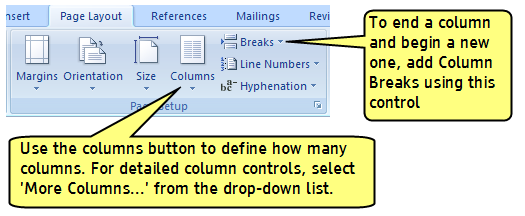 nsert Page Layout References Mailings Revi
Margins Orientation Size Columns
Breaks
Line Numbers
Hyphenation
Setup
To end a column
and begin a new
one, add Column
Breaks using this
control
Use the columns button to define how many
columns. For detailed column controls, select
'More Columns...' from the drop-down list.